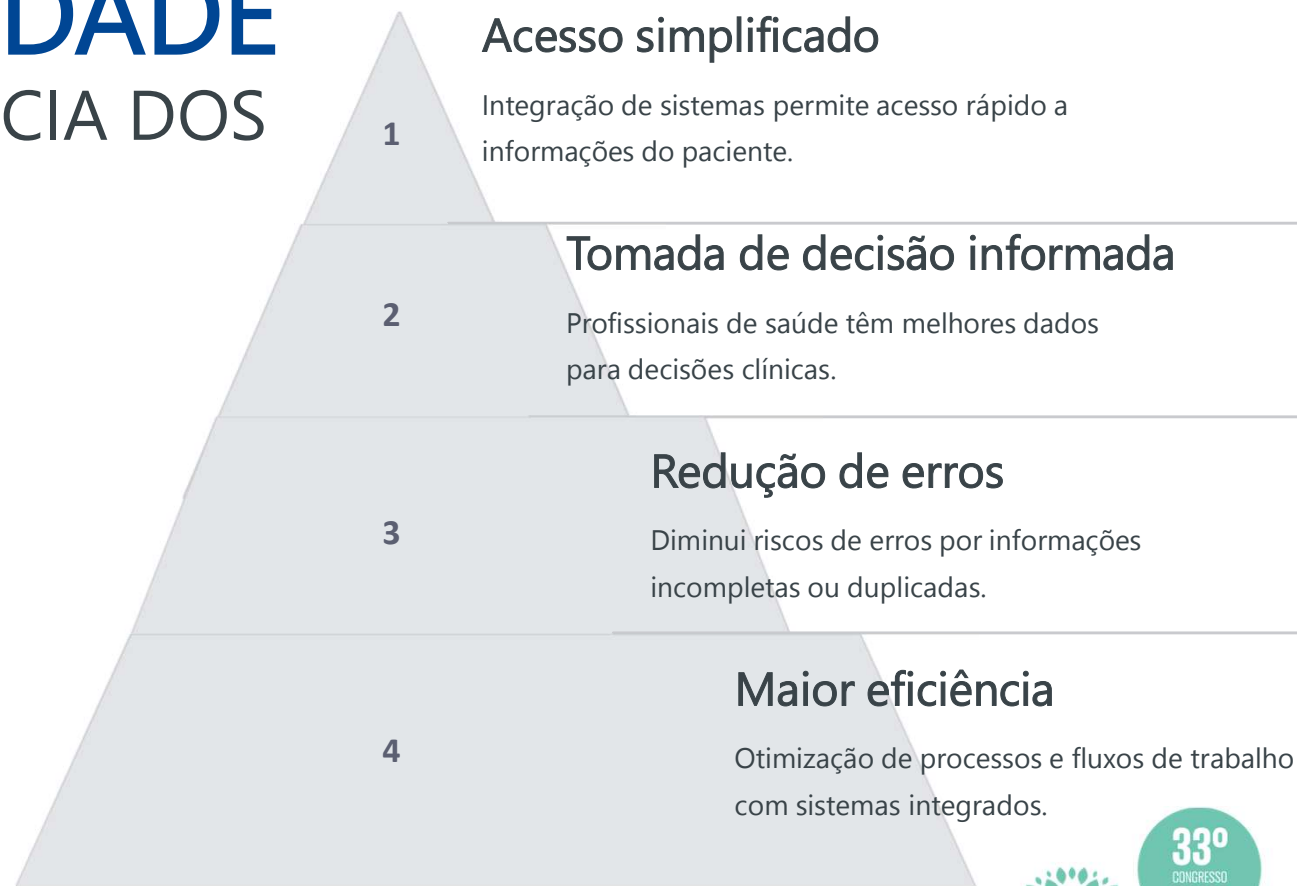 DADE
CIA DOS
1
Acesso simplificado
Integração de sistemas permite acesso rápido a
informações do paciente.
2
Tomada de decisão informada
Profissionais de saúde têm melhores dados
para decisões clínicas.
3
Redução de erros
Diminui riscos de erros por informações
incompletas ou duplicadas.
4
Maior eficiência
Otimização de processos e fluxos de trabalho
com sistemas integrados.
33º
CONGRESSO